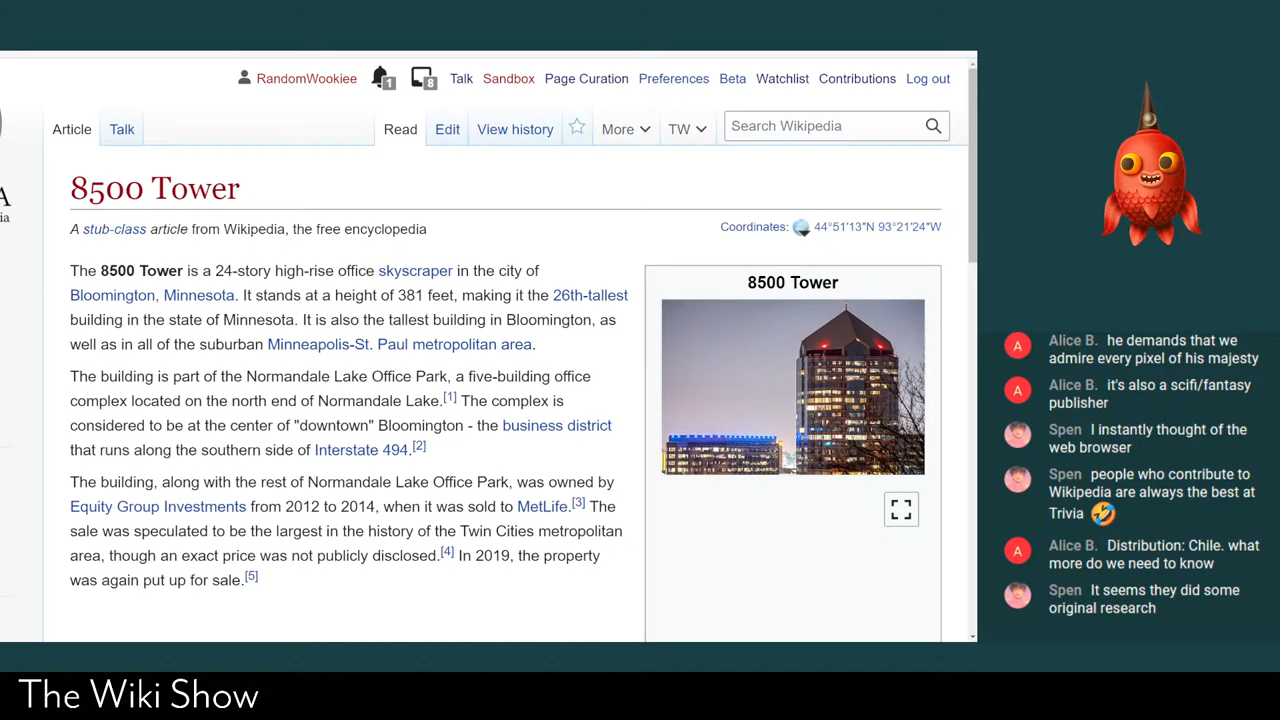 RandomWookiee 1 8 Talk Sandbox Page Curation Preferences Beta Watchlist Contributions Log out
Article Talk Read Edit View history More TW Search Wikipedia
A
ia
8500 Tower
A stub-class article from Wikipedia, the free encyclopedia
Coordinates: 44°51′13″N 93°21′24″W
The 8500 Tower is a 24-story high-rise office skyscraper in the city of
Bloomington, Minnesota. It stands at a height of 381 feet, making it the 26th-tallest
building in the state of Minnesota. It is also the tallest building in Bloomington, as
well as in all of the suburban Minneapolis-St. Paul metropolitan area.
The building is part of the Normandale Lake Office Park, a five-building office
complex located on the north end of Normandale Lake.[1] The complex is
considered to be at the center of "downtown" Bloomington - the business district
that runs along the southern side of Interstate 494.[2]
The building, along with the rest of Normandale Lake Office Park, was owned by
Equity Group Investments from 2012 to 2014, when it was sold to MetLife.[3] The
sale was speculated to be the largest in the history of the Twin Cities metropolitan
area, though an exact price was not publicly disclosed.[4] In 2019, the property
was again put up for sale.[5]
8500 Tower
A Alice B. he demands that we
admire every pixel of his majesty
A Alice B. it's also a scifi/fantasy
publisher
Spen I instantly thought of the
web browser
Spen people who contribute to
Wikipedia are always the best at
Trivia 🤣
A Alice B. Distribution: Chile. what
more do we need to know
Spen It seems they did some
original research
The Wiki Show